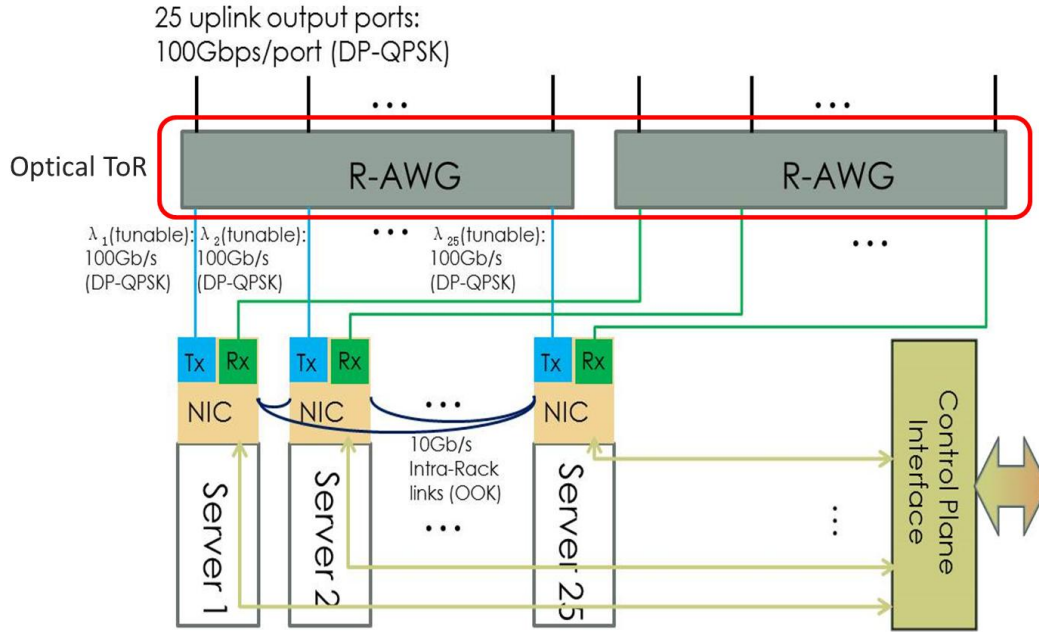 25 uplink output ports:
100Gbps/port (DP-QPSK)
...
...
Optical ToR
R-AWG
R-AWG
λ1(tunable):
100Gb/s
(DP-QPSK)
λ2(tunable):
100Gb/s
(DP-QPSK)
...
λ25(tunable):
100Gb/s
(DP-QPSK)
...
Tx
Rx
Tx
Rx
Tx
Rx
NIC
NIC
...
NIC
10Gb/s
Intra-Rack
links (OOK)
...
Server 1
Server 2
Server 25
...
Control Plane
Interface